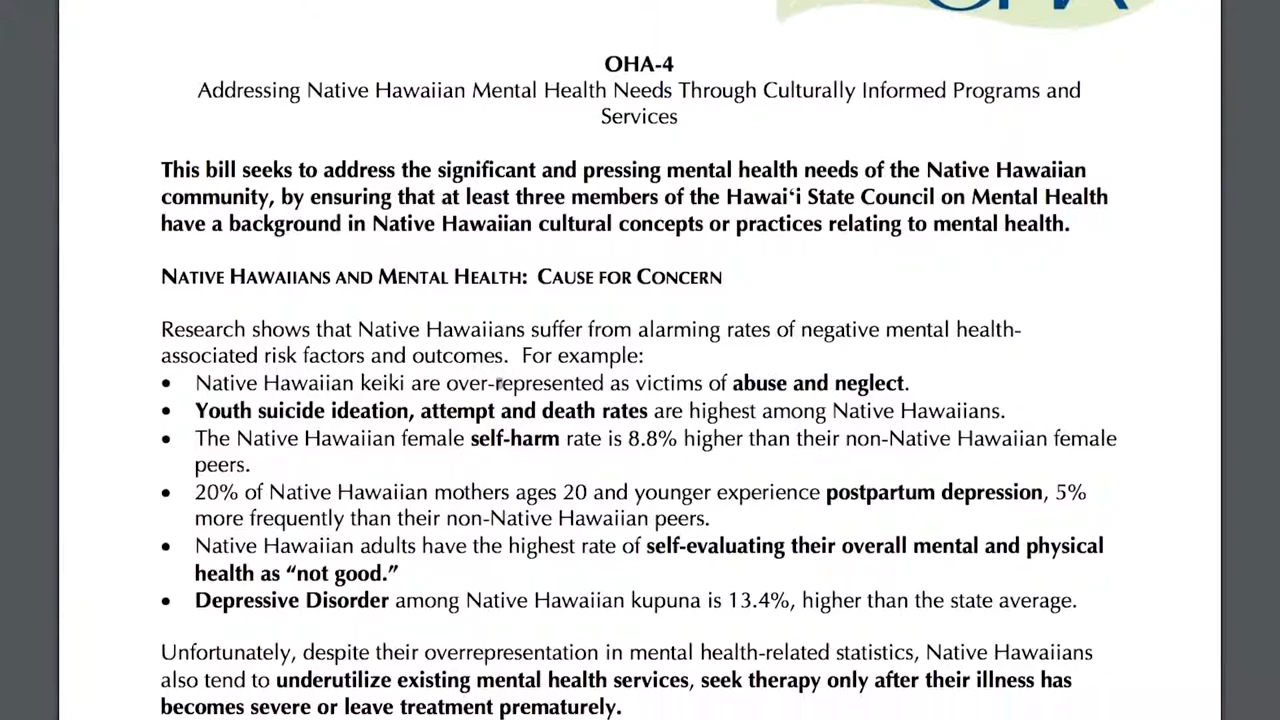 OHA
OHA-4
Addressing Native Hawaiian Mental Health Needs Through Culturally Informed Programs and
Services
This bill seeks to address the significant and pressing mental health needs of the Native Hawaiian
community, by ensuring that at least three members of the Hawaiʻi State Council on Mental Health
have a background in Native Hawaiian cultural concepts or practices relating to mental health.
NATIVE HAWAIIANS AND MENTAL HEALTH: CAUSE FOR CONCERN
Research shows that Native Hawaiians suffer from alarming rates of negative mental health-
associated risk factors and outcomes. For example:
• Native Hawaiian keiki are over-represented as victims of abuse and neglect.
• Youth suicide ideation, attempt and death rates are highest among Native Hawaiians.
• The Native Hawaiian female self-harm rate is 8.8% higher than their non-Native Hawaiian female
peers.
• 20% of Native Hawaiian mothers ages 20 and younger experience postpartum depression, 5%
more frequently than their non-Native Hawaiian peers.
• Native Hawaiian adults have the highest rate of self-evaluating their overall mental and physical
health as “not good.”
• Depressive Disorder among Native Hawaiian kupuna is 13.4%, higher than the state average.
Unfortunately, despite their overrepresentation in mental health-related statistics, Native Hawaiians
also tend to underutilize existing mental health services, seek therapy only after their illness has
becomes severe or leave treatment prematurely.